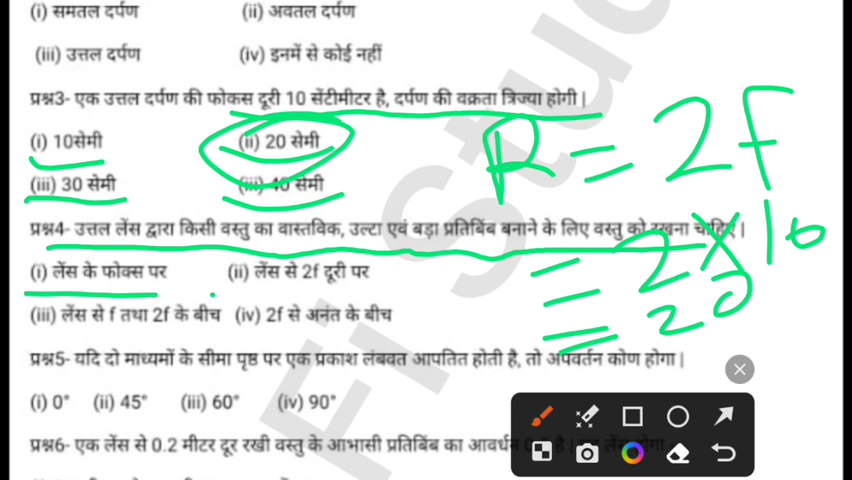 (i) समतल दर्पण (ii) अवतल दर्पण
(iii) उत्तल दर्पण (iv) इनमें से कोई नहीं
प्रश्न3- एक उत्तल दर्पण की फोकस दूरी 10 सेंटीमीटर है, दर्पण की वक्रता त्रिज्या होगी |
(i) 10सेमी (ii) 20 सेमी
R = 2F
(iii) 30 सेमी (iii) 40 सेमी
प्रश्न4- उत्तल लेंस द्वारा किसी वस्तु का वास्तविक, उल्टा एवं बड़ा प्रतिबिंब बनाने के लिए वस्तु को रखना चाहिए |
= 2 X 10
(i) लेंस के फोक्स पर (ii) लेंस से 2f दूरी पर
= 20
(iii) लेंस से f तथा 2f के बीच (iv) 2f से अनंत के बीच
प्रश्न5- यदि दो माध्यमों के सीमा पृष्ठ पर एक प्रकाश लंबवत आपतित होती है, तो अपवर्तन कोण होगा |
(i) 0° (ii) 45° (iii) 60° (iv) 90°
प्रश्न6- एक लेंस से 0.2 मीटर दूर रखी वस्तु के आभासी प्रतिबिंब का आवर्धन